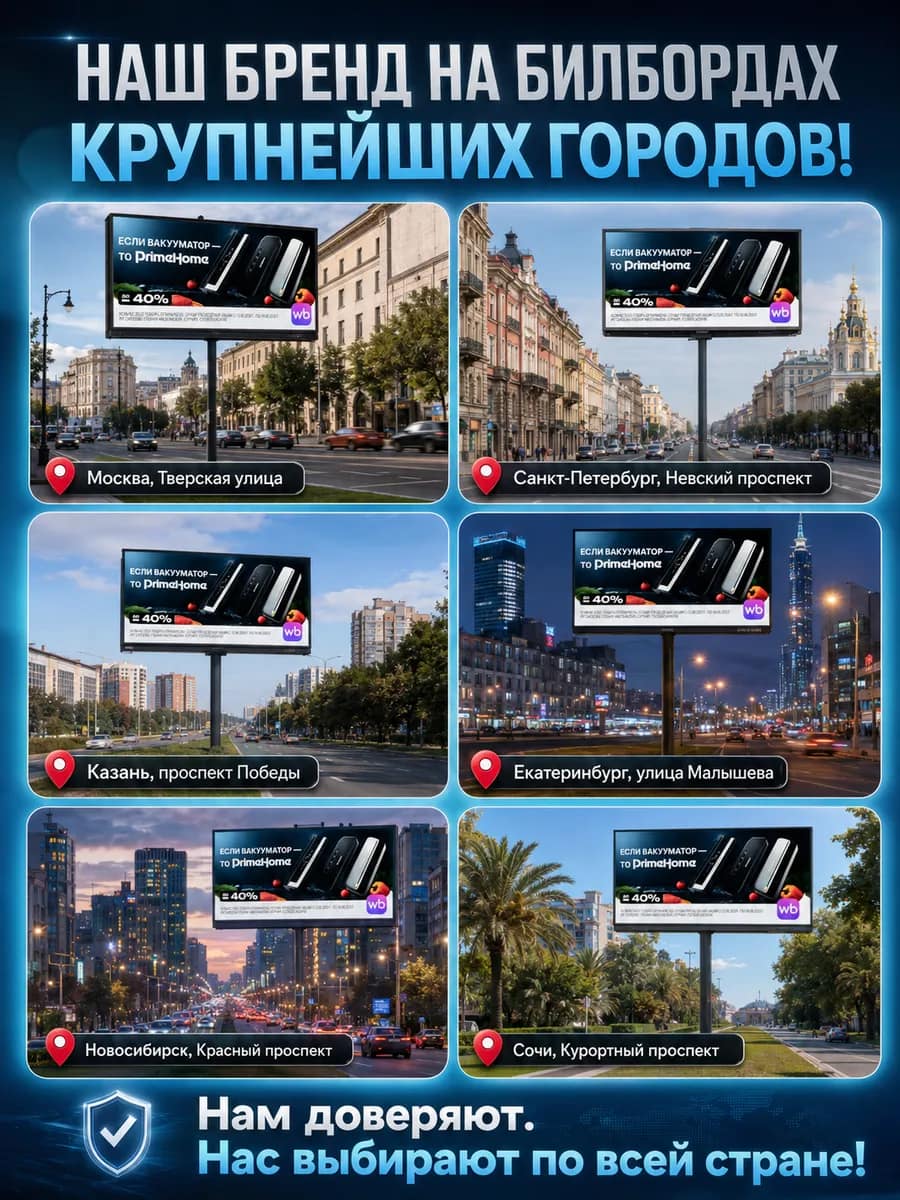 НАШ БРЕНД НА БИЛБОРДАХ
КРУПНЕЙШИХ ГОРОДОВ!
ЕСЛИ ВАКУУМАТОР —
ТО PrimeHome
40%
wb
Москва, Тверская улица
ЕСЛИ ВАКУУМАТОР —
ТО PrimeHome
40%
wb
Санкт-Петербург, Невский проспект
ЕСЛИ ВАКУУМАТОР —
ТО PrimeHome
40%
wb
Казань, проспект Победы
ЕСЛИ ВАКУУМАТОР —
ТО PrimeHome
40%
wb
Екатеринбург, улица Малышева
ЕСЛИ ВАКУУМАТОР —
ТО PrimeHome
40%
wb
Новосибирск, Красный проспект
ЕСЛИ ВАКУУМАТОР —
ТО PrimeHome
40%
wb
Сочи, Курортный проспект
Нам доверяют.
Нас выбирают по всей стране!